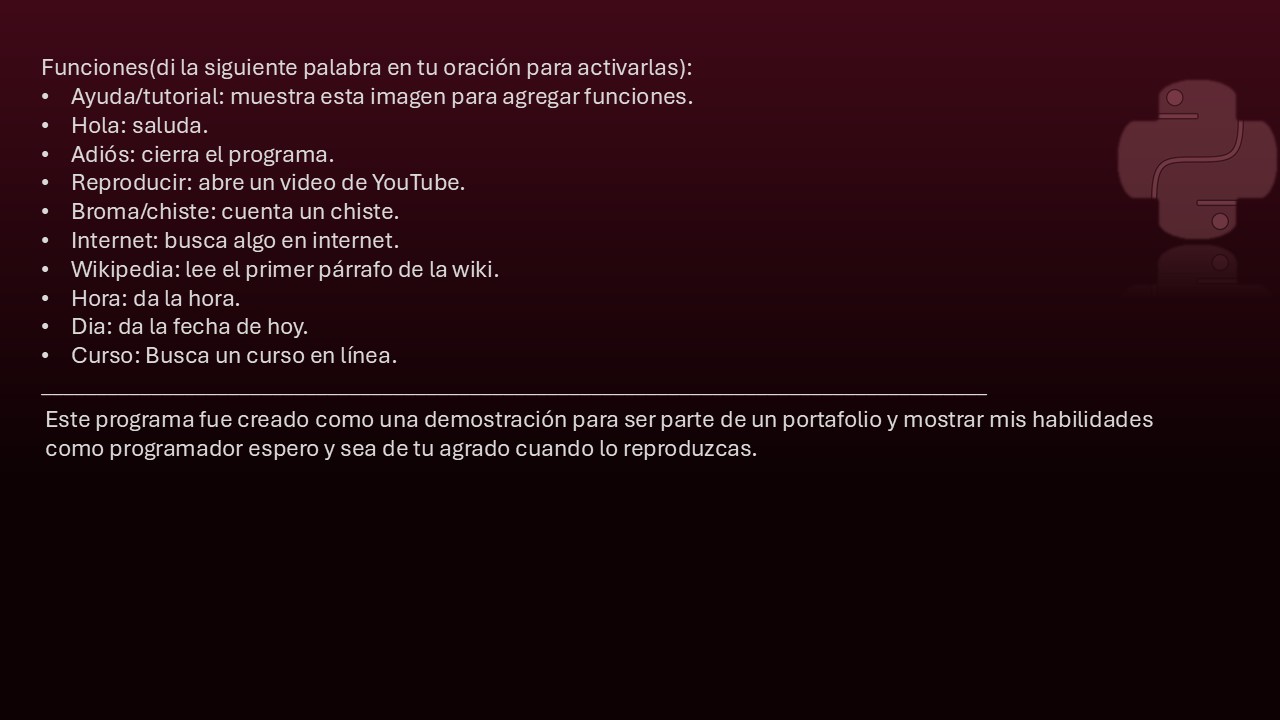 Funciones(di la siguiente palabra en tu oración para activarlas):
• Ayuda/tutorial: muestra esta imagen para agregar funciones.
• Hola: saluda.
• Adiós: cierra el programa.
• Reproducir: abre un video de YouTube.
• Broma/chiste: cuenta un chiste.
• Internet: busca algo en internet.
• Wikipedia: lee el primer párrafo de la wiki.
• Hora: da la hora.
• Dia: da la fecha de hoy.
• Curso: Busca un curso en línea.
Este programa fue creado como una demostración para ser parte de un portafolio y mostrar mis habilidades
como programador espero y sea de tu agrado cuando lo reproduzcas.